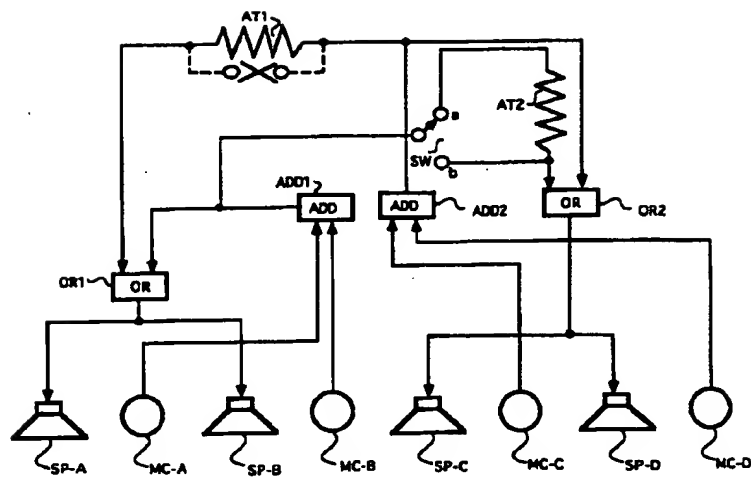 AT1
a
AT2
SW
b
ADD1
ADD
ADD
ADD2
OR
OR2
OR1
OR
SP-A
MC-A
SP-B
MC-B
SP-C
MC-C
SP-D
MC-D